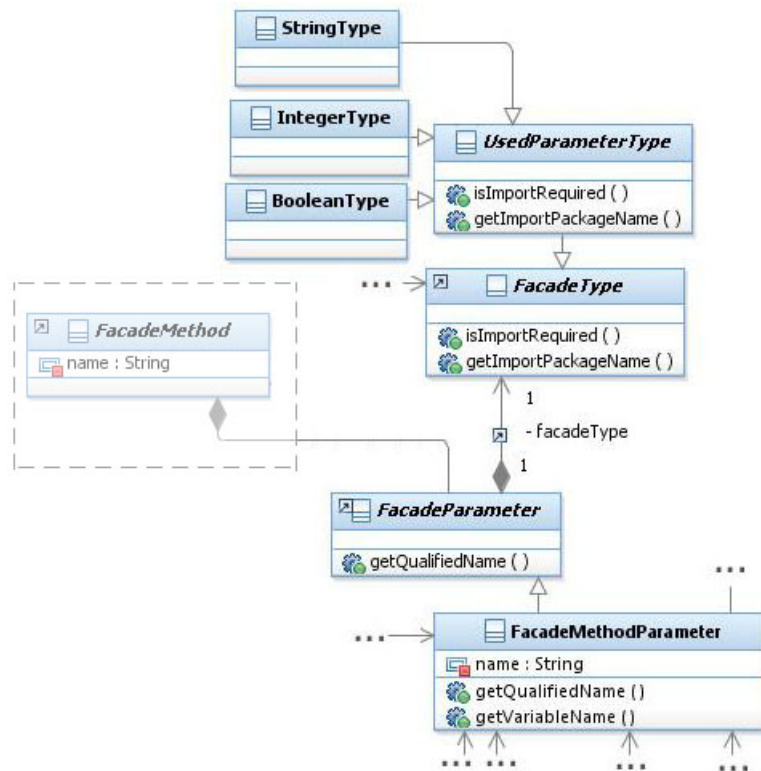 StringType
IntegerType
BooleanType
UsedParameterType
isImportRequired ( )
getImportPackageName ( )
...
FacadeType
isImportRequired ( )
getImportPackageName ( )
FacadeMethod
name : String
1
- facadeType
1
FacadeParameter
getQualifiedName ( )
...
...
FacadeMethodParameter
name : String
getQualifiedName ( )
getVariableName ( )
... ... ... ...